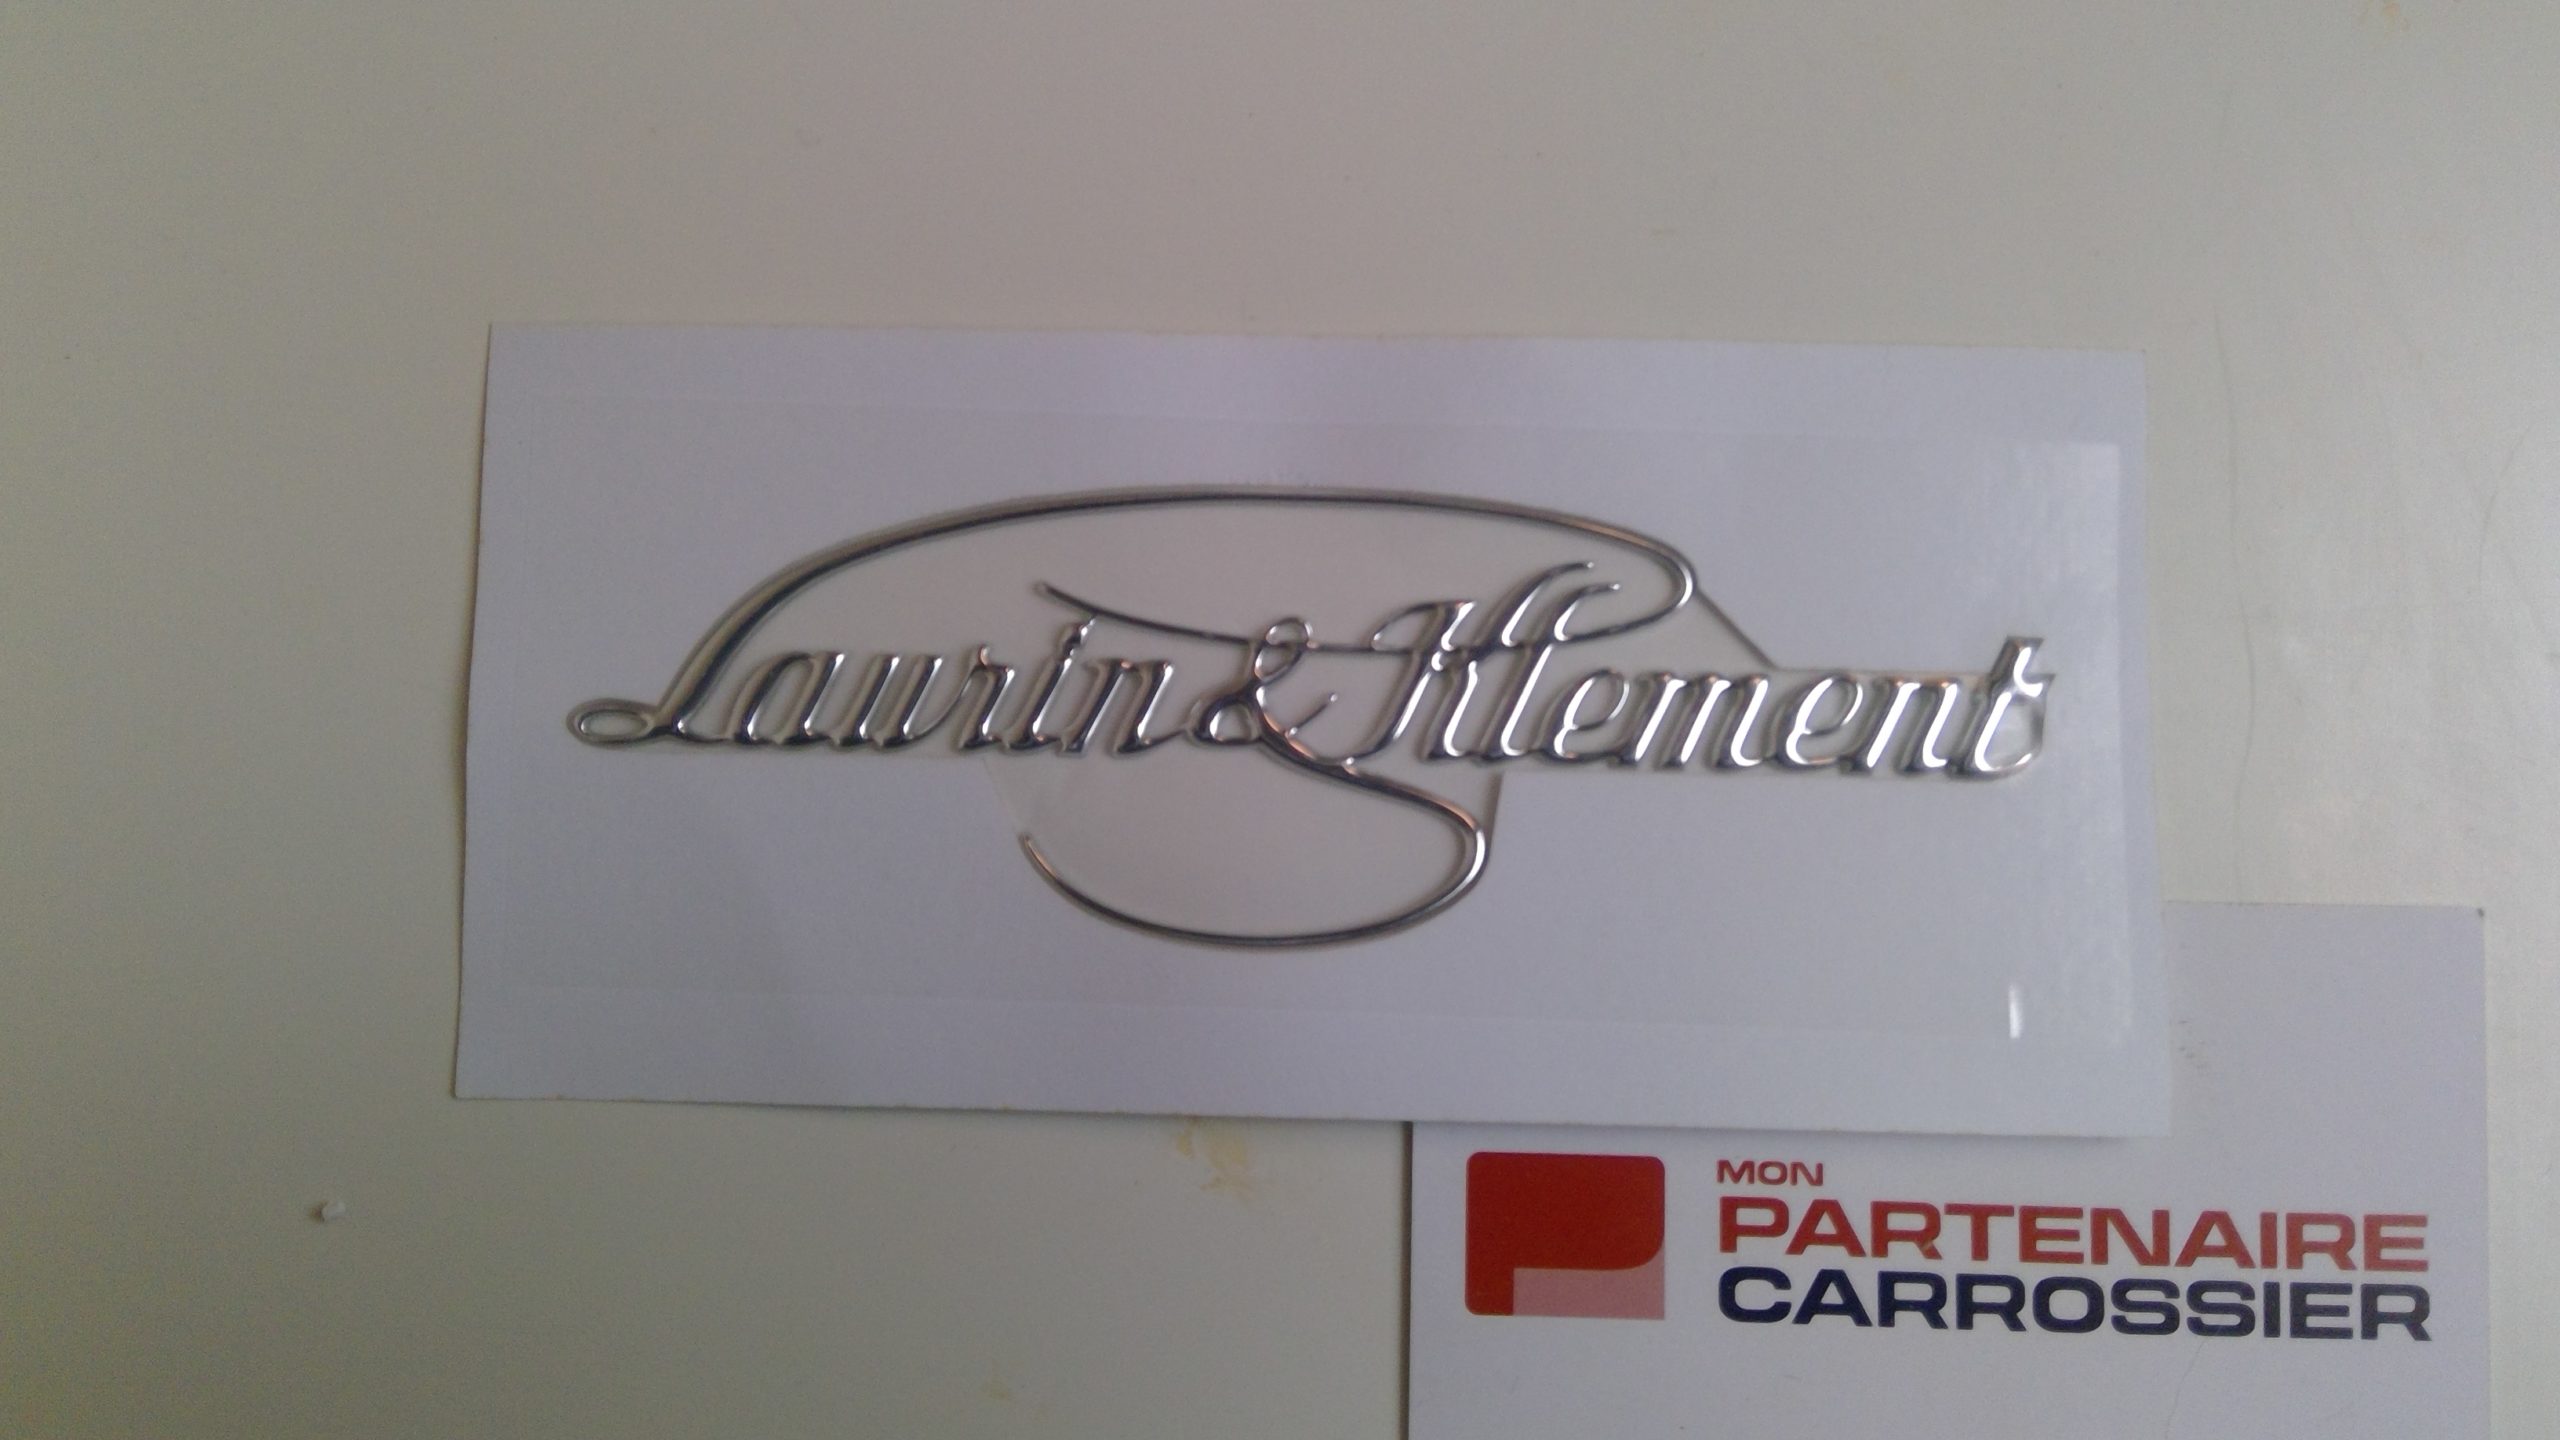 Laurin & Klement
MON
PARTENAIRE
CARROSSIER